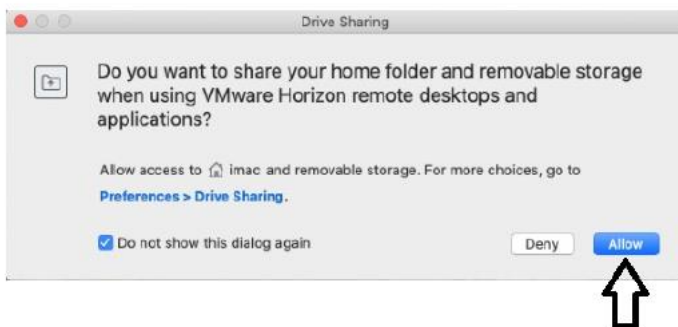 Drive Sharing
Do you want to share your home folder and removable storage
when using VMware Horizon remote desktops and
applications?
Allow access to imac and removable storage. For more choices, go to
Preferences > Drive Sharing.
Do not show this dialog again
Deny
Allow